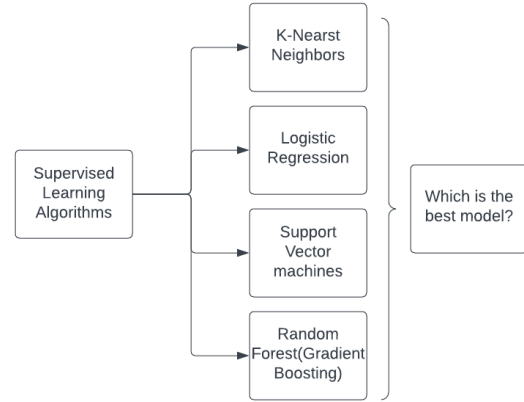 K-Nearst
Neighbors
Logistic
Regression
Supervised
Learning
Algorithms
Which is the
best model?
Support
Vector
machines
Random
Forest(Gradient
Boosting)